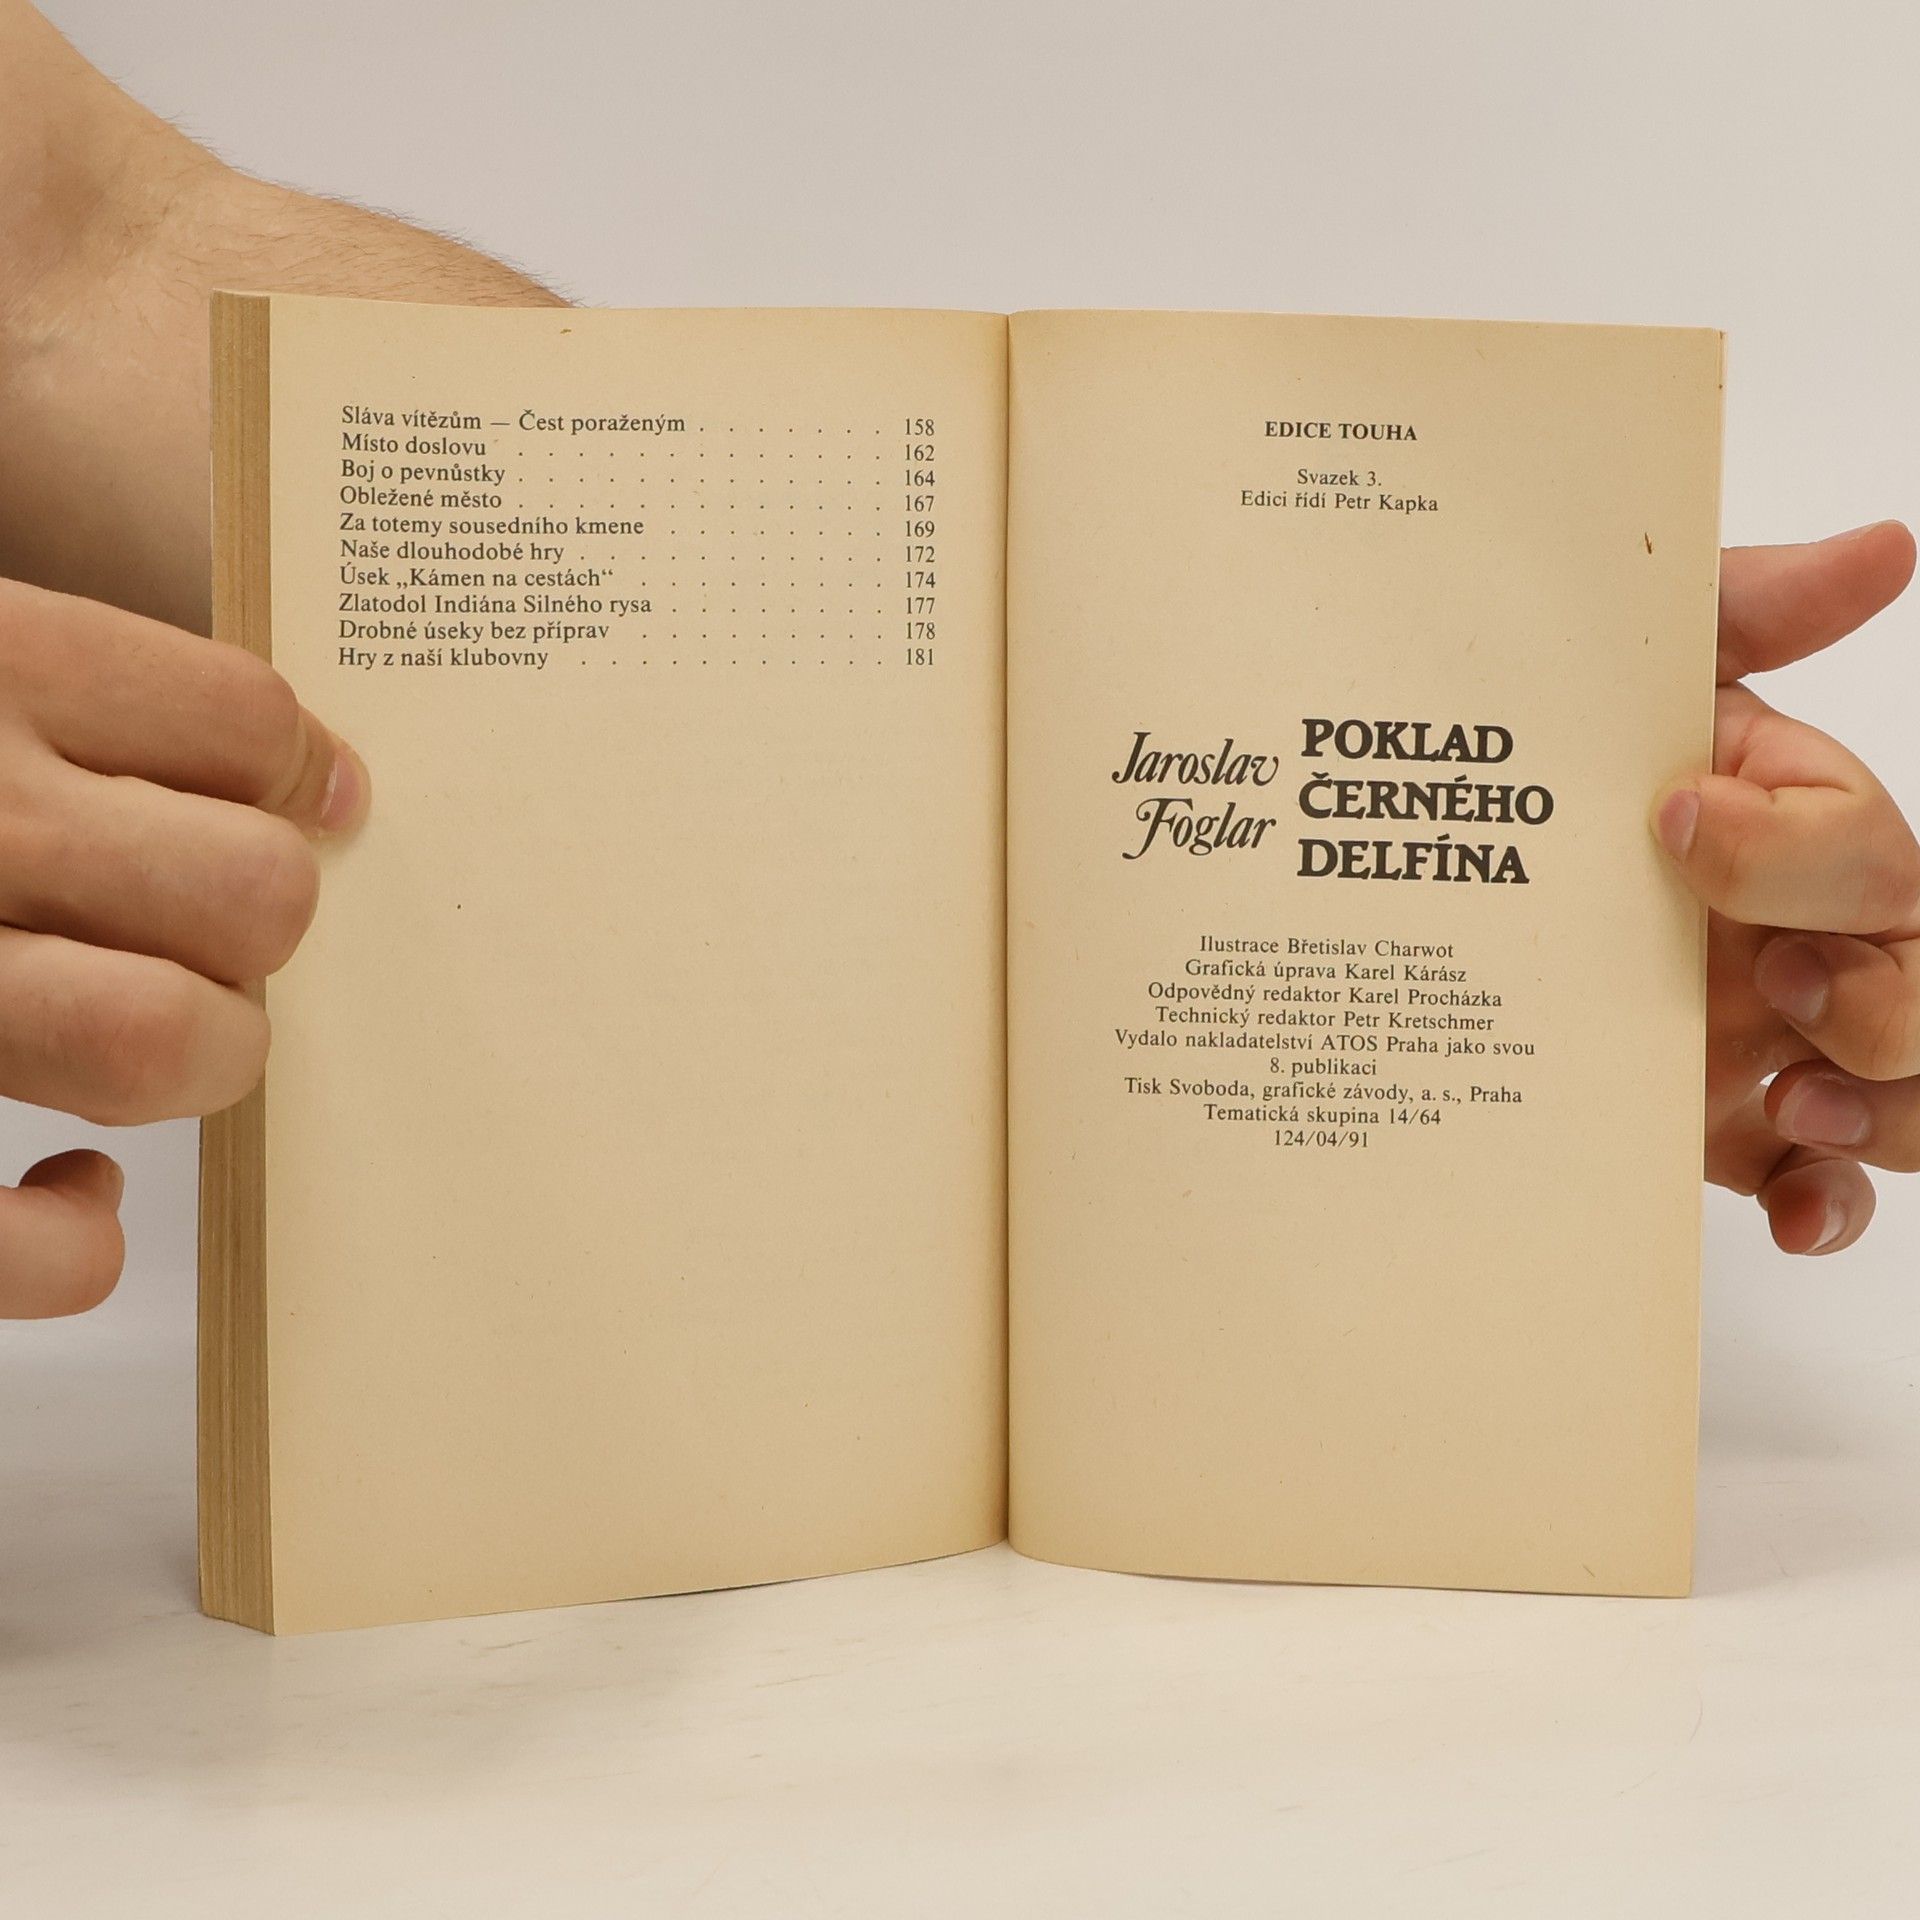 Sláva vítězům — Čest poraženým . . . . . . . 158
Místo doslovu . . . . . . . . . . . . . 162
Boj o pevnůstky . . . . . . . . . . . . . 164
Obležené město . . . . . . . . . . . . . 167
Za totemy sousedního kmene . . . . . . . . 169
Naše dlouhodobé hry . . . . . . . . . . . 172
Úsek „Kámen na cestách“ . . . . . . . . . 174
Zlatodol Indiána Silného rysa . . . . . . . . 177
Drobné úseky bez příprav . . . . . . . . . 178
Hry z naší klubovny . . . . . . . . . . . 181
EDICE TOUHA
Svazek 3.
Edici řídí Petr Kapka
Jaroslav
Foglar
POKLAD
ČERNÉHO
DELFÍNA
Ilustrace Břetislav Charwot
Grafická úprava Karel Kárász
Odpovědný redaktor Karel Procházka
Technický redaktor Petr Kretschmer
Vydalo nakladatelství ATOS Praha jako svou
8. publikaci
Tisk Svoboda, grafické závody, a. s., Praha
Tematická skupina 14/64
124/04/91